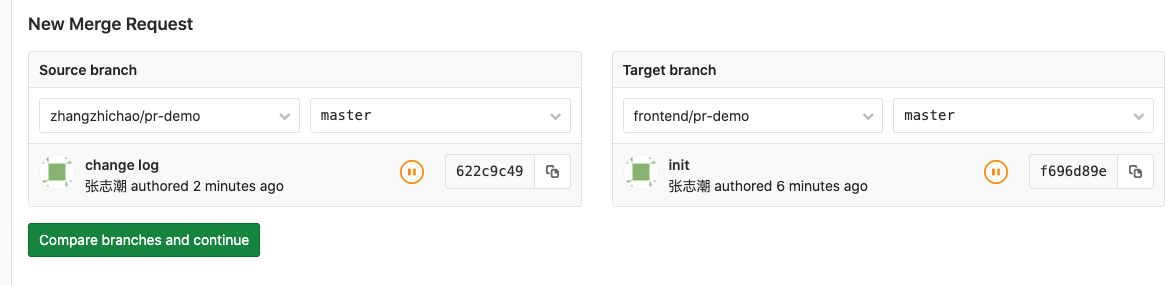 New Merge Request
Source branch
zhangzhichao/pr-demo
master
change log
张志潮 authored 2 minutes ago
622c9c49
Target branch
frontend/pr-demo
master
init
张志潮 authored 6 minutes ago
f696d89e
Compare branches and continue